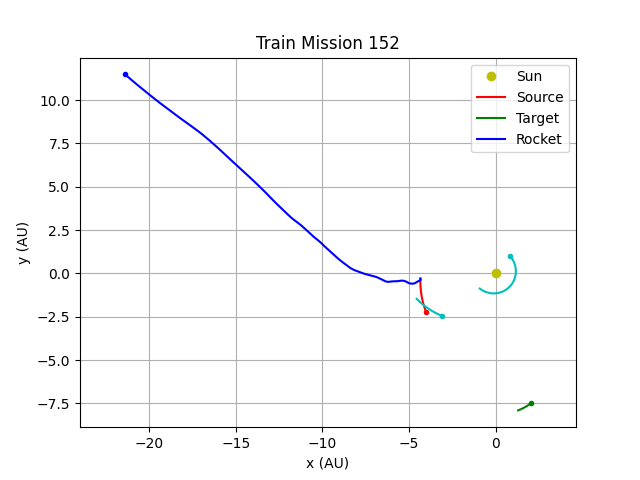 Train Mission 152
Sun
Source
Target
Rocket
10.0
7.5
5.0
2.5
0.0
−2.5
−5.0
−7.5
y (AU)
−20
−15
−10
−5
0
x (AU)